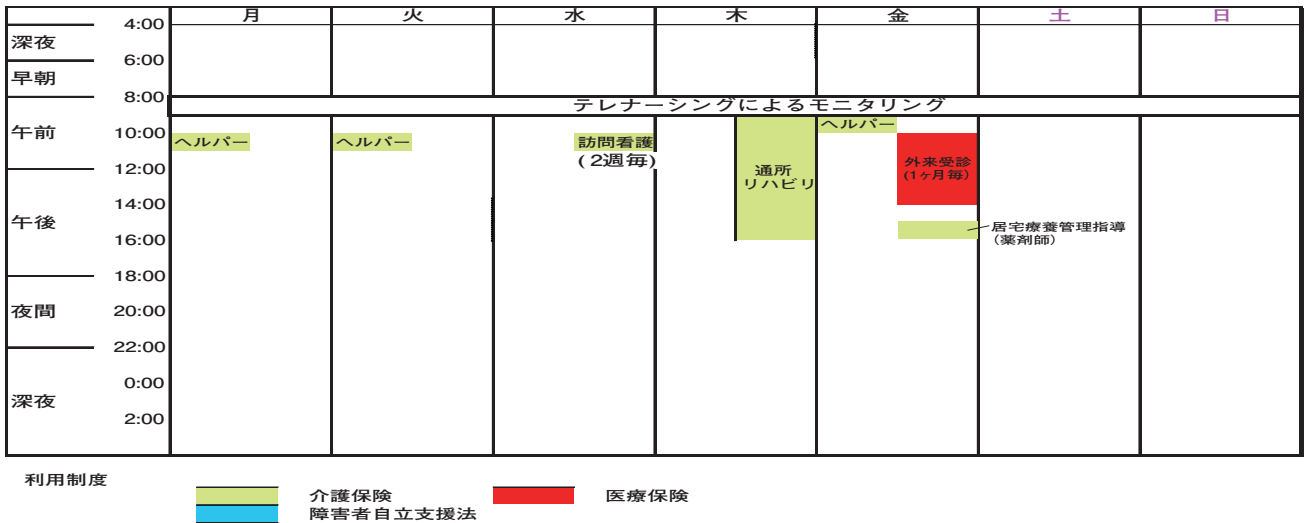 月 火 水 木 金 土 日
4:00
深夜
6:00
早朝
8:00
テレナーシングによるモニタリング
午前
10:00
ヘルパー
ヘルパー
訪問看護
(2週毎)
通所
リハビリ
ヘルパー
外来受診
(1ヶ月毎)
12:00
14:00
午後
16:00
居宅療養管理指導
(薬剤師)
18:00
夜間
20:00
22:00
0:00
深夜
2:00
利用制度
介護保険
医療保険
障害者自立支援法